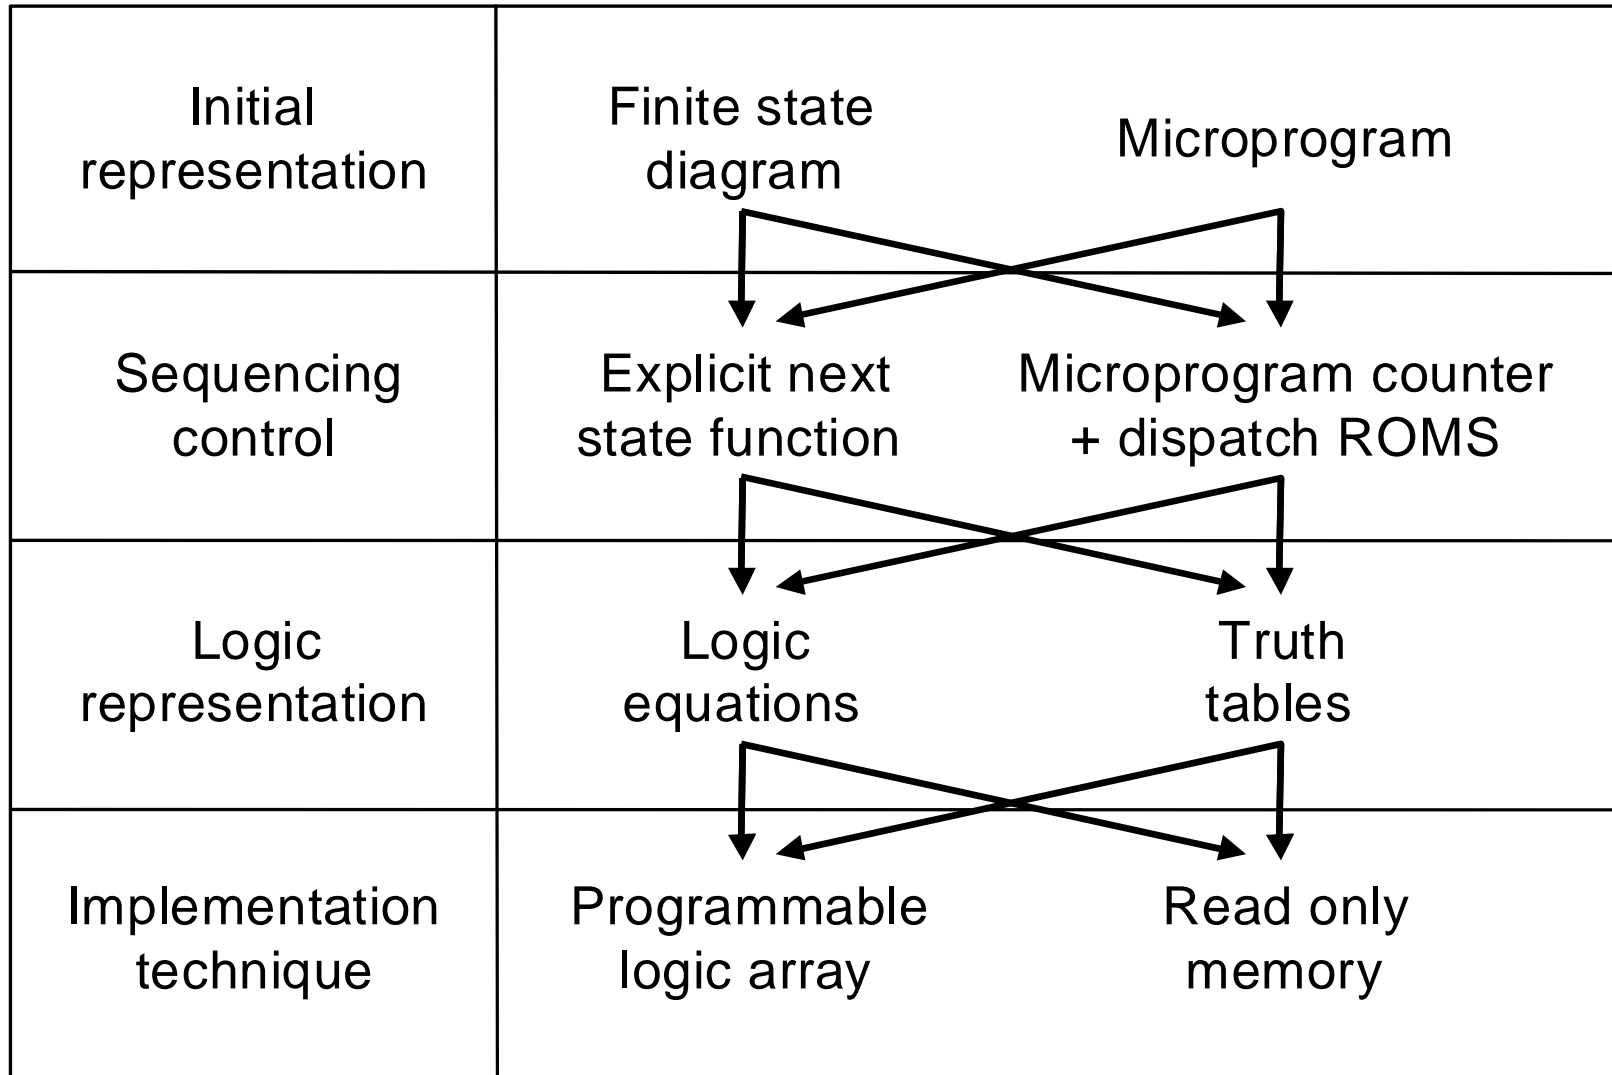 Initial
representation
Finite state
diagram
Microprogram
Sequencing
control
Explicit next
state function
Microprogram counter
+ dispatch ROMS
Logic
representation
Logic
equations
Truth
tables
Implementation
technique
Programmable
logic array
Read only
memory